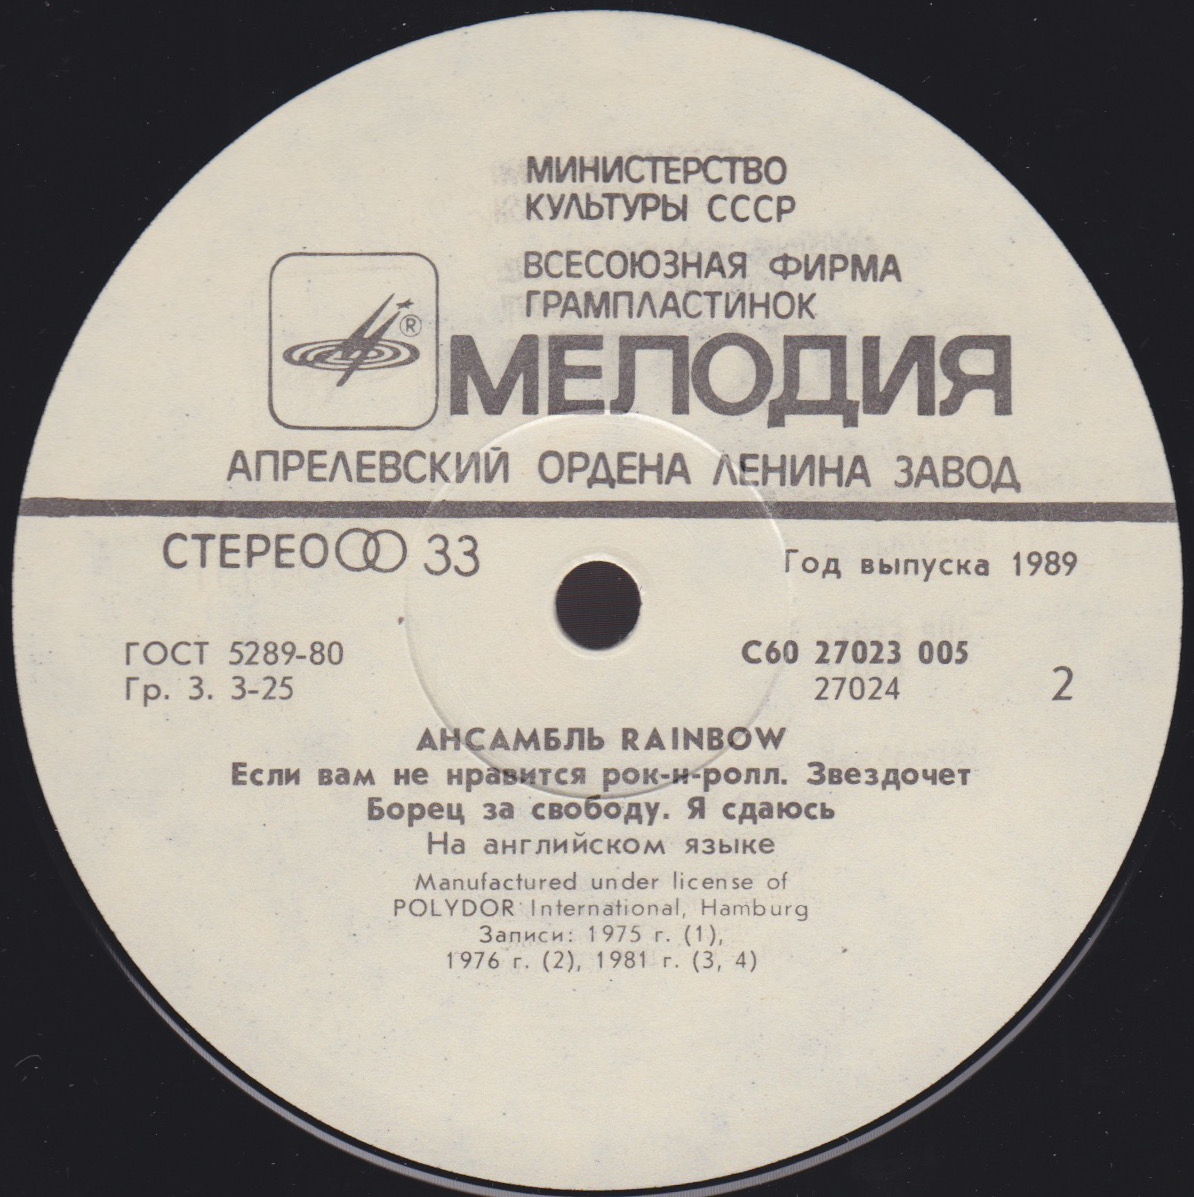 МИНИСТЕРСТВО
КУЛЬТУРЫ СССР
ВСЕСОЮЗНАЯ ФИРМА
ГРАМПЛАСТИНОК
®
МЕЛОДИЯ
АПРЕЛЕВСКИЙ ОРДЕНА ЛЕНИНА ЗАВОД
СТЕРЕО 33
Год выпуска 1989
ГОСТ 5289-80
Гр. 3. 3-25
С60 27023 005
27024
2
АНСАМБЛЬ RAINBOW
Если вам не нравится рок-н-ролл. Звездочет
Борец за свободу. Я сдаюсь
На английском языке
Manufactured under license of
POLYDOR International, Hamburg
Записи: 1975 г. (1),
1976 г. (2), 1981 г. (3, 4)